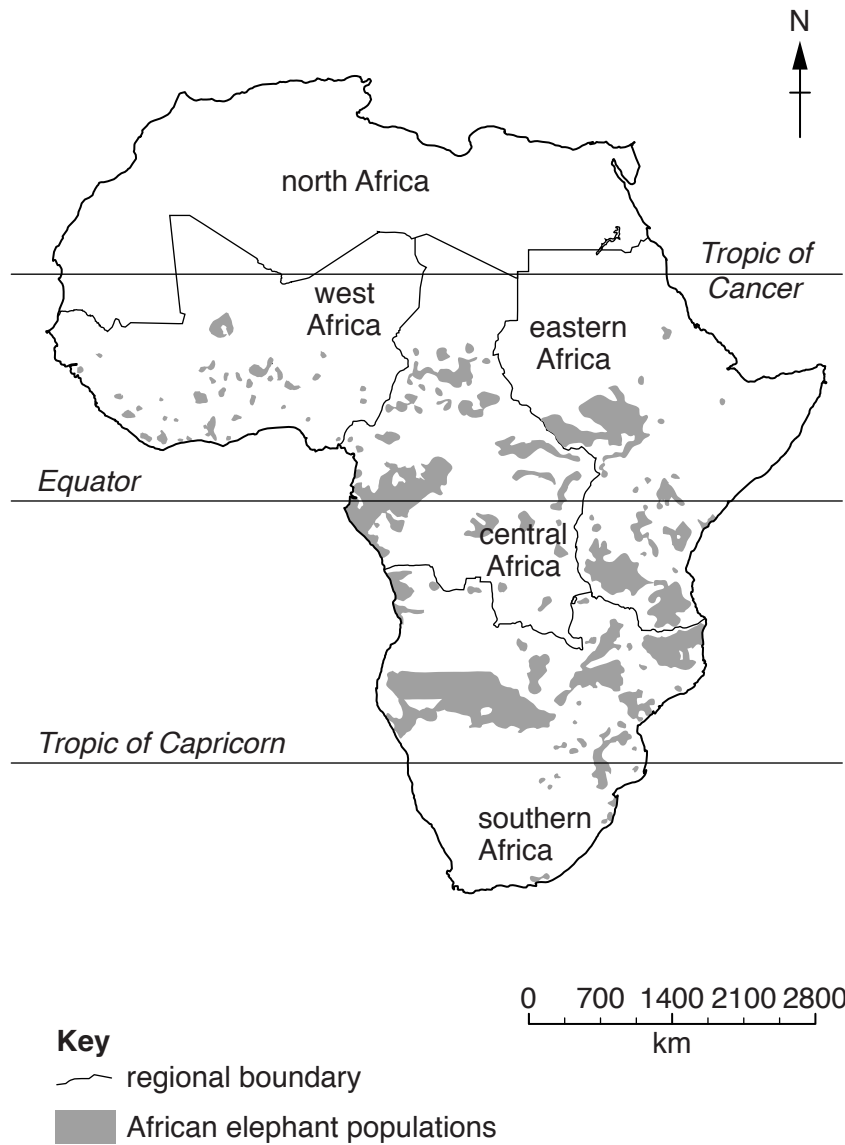 N
north Africa
Tropic of
Cancer
west
Africa
eastern
Africa
Equator
central
Africa
Tropic of Capricorn
southern
Africa
0 700 1400 2100 2800
km
Key
regional boundary
African elephant populations